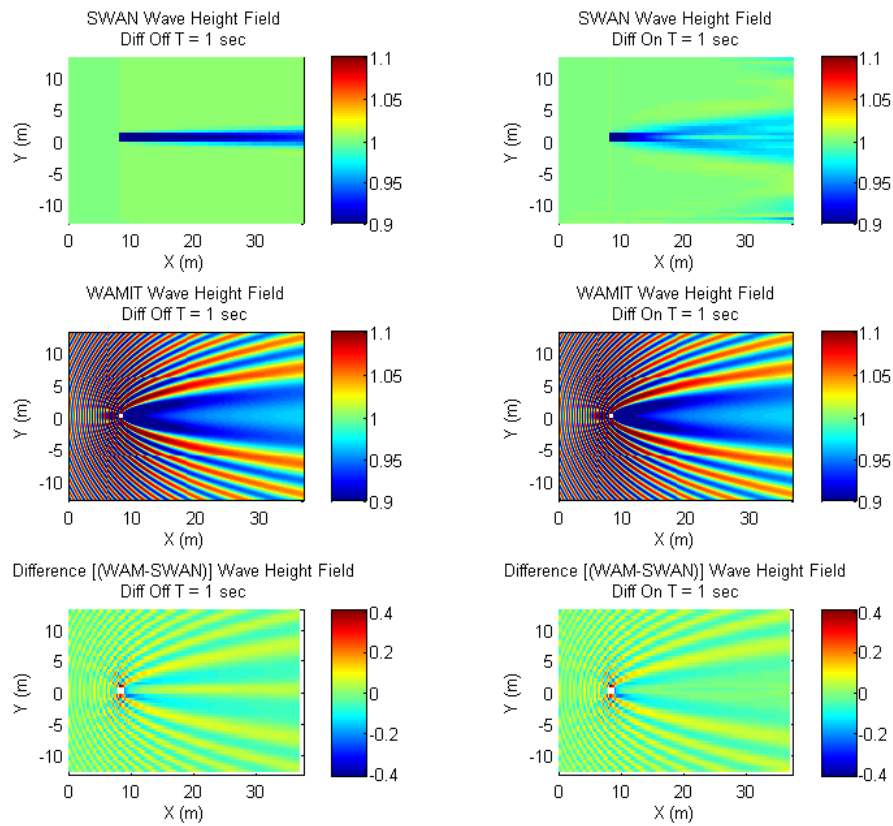 SWAN Wave Height Field
Diff Off T = 1 sec
10
5
0
-5
-10
Y (m)
0 10 20 30
X (m)
1.1
1.05
1
0.95
0.9
SWAN Wave Height Field
Diff On T = 1 sec
10
5
0
-5
-10
Y (m)
0 10 20 30
X (m)
1.1
1.05
1
0.95
0.9
WAMIT Wave Height Field
Diff Off T = 1 sec
10
5
0
-5
-10
Y (m)
0 10 20 30
X (m)
1.1
1.05
1
0.95
0.9
WAMIT Wave Height Field
Diff On T = 1 sec
10
5
0
-5
-10
Y (m)
0 10 20 30
X (m)
1.1
1.05
1
0.95
0.9
Difference [(WAM-SWAN)] Wave Height Field
Diff Off T = 1 sec
10
5
0
-5
-10
Y (m)
0 10 20 30
X (m)
0.4
0.2
0
-0.2
-0.4
Difference [(WAM-SWAN)] Wave Height Field
Diff On T = 1 sec
10
5
0
-5
-10
Y (m)
0 10 20 30
X (m)
0.4
0.2
0
-0.2
-0.4